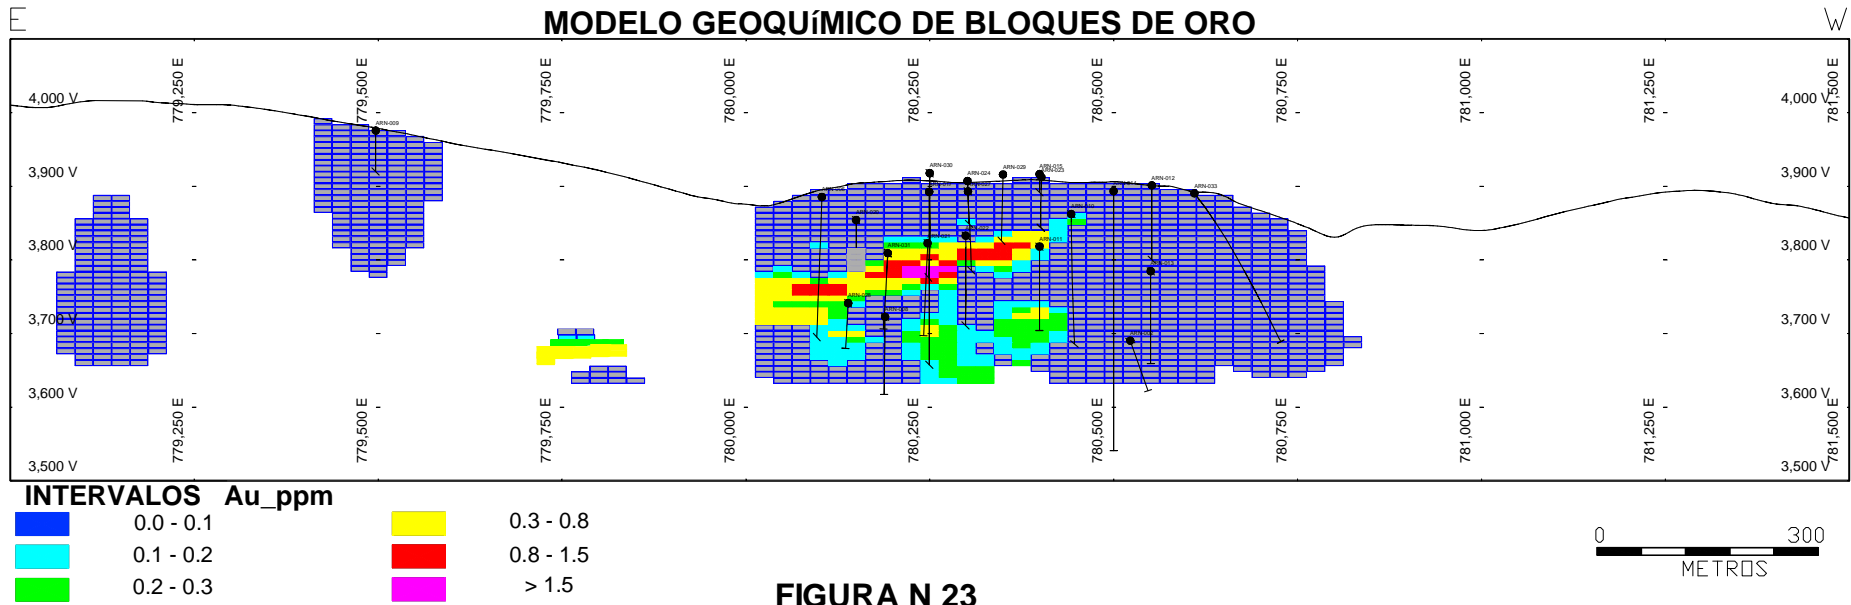 E
MODELO GEOQUíMICO DE BLOQUES DE ORO
W
779,250 E
779,500 E
779,750 E
780,000 E
780,250 E
780,500 E
780,750 E
781,000 E
781,250 E
781,500 E
4,000 V
4,000 V
ARN-009
ARN-030
ARN-024
ARN-029
ARN-015
ARN-023
ARN-012
ARN-033
3,900 V
3,900 V
3,800 V
3,800 V
ARN-031
ARN-011
ARN-013
3,700 V
3,700 V
3,600 V
3,600 V
779,250 E
779,500 E
779,750 E
780,000 E
780,250 E
780,500 E
780,750 E
781,000 E
781,250 E
781,500 E
3,500 V
3,500 V
INTERVALOS Au_ppm
0.0 - 0.1
0.3 - 0.8
0.1 - 0.2
0.8 - 1.5
0.2 - 0.3
> 1.5
0 300
METROS
FIGURA N 23